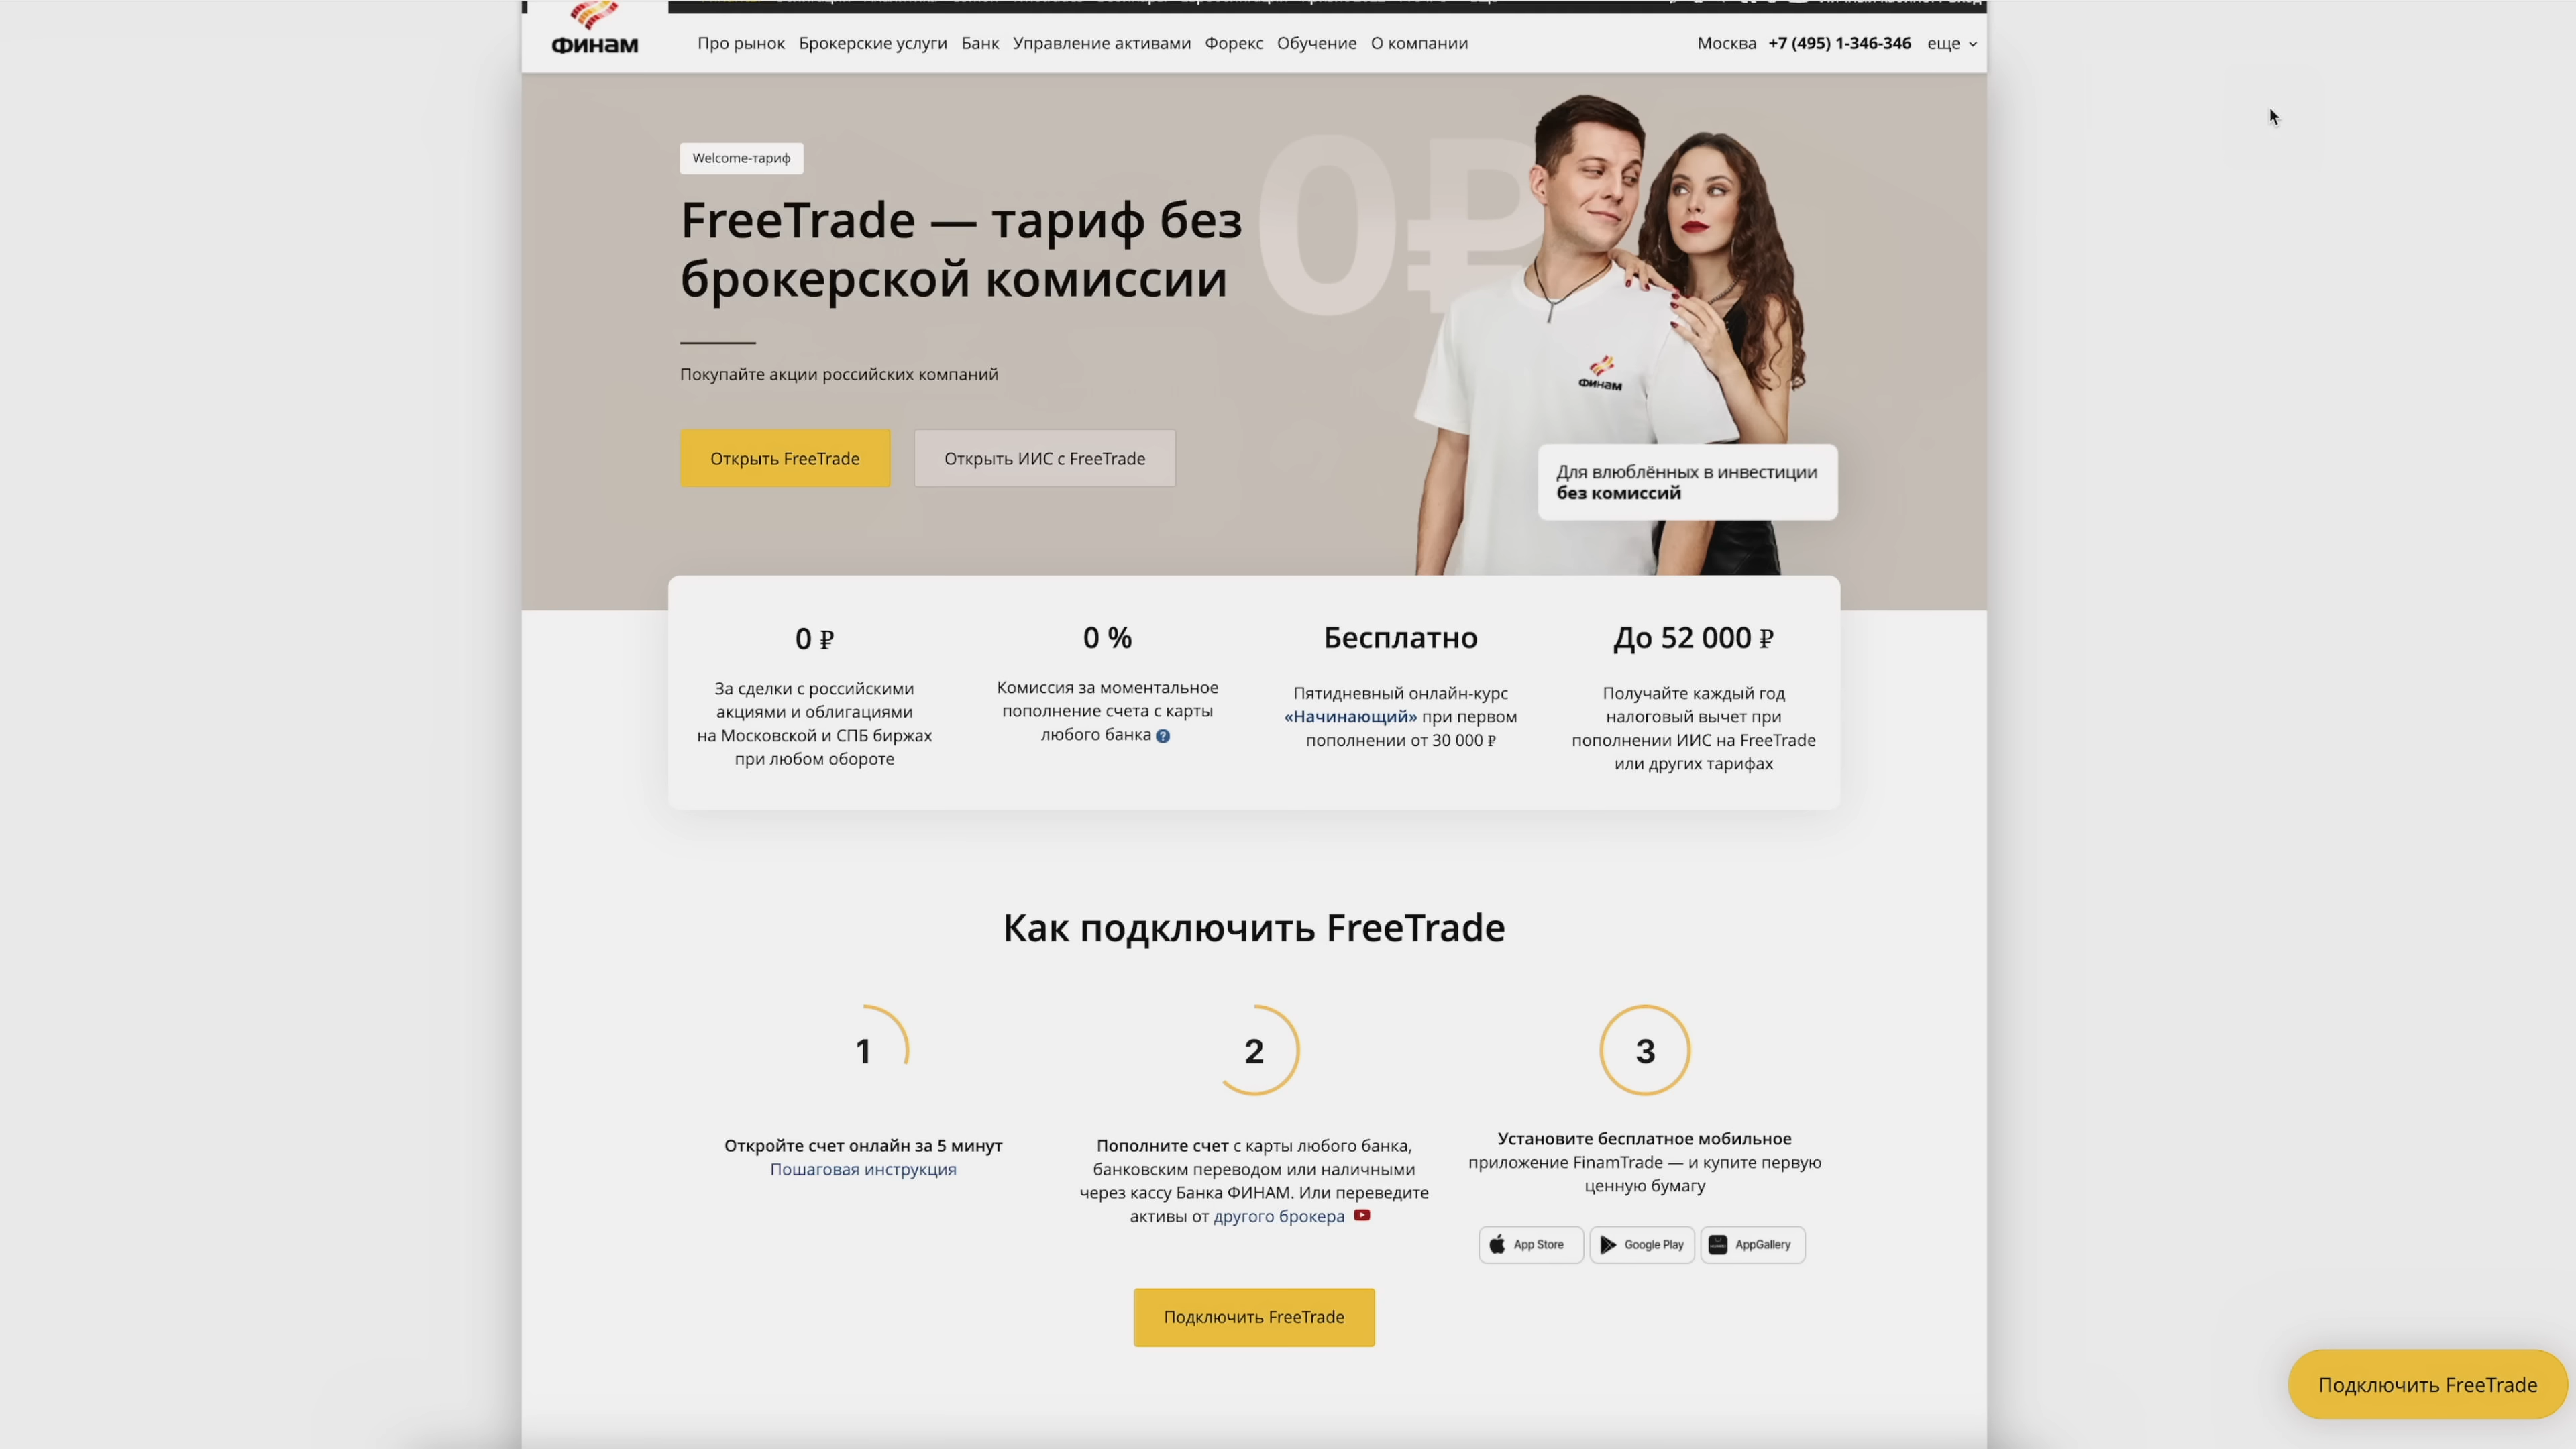 ФИНАМ
Про рынок Брокерские услуги Банк Управление активами Форекс Обучение О компании
Москва +7 (495) 1-346-346 еще
Welcome-тариф
0₽
FreeTrade — тариф без
брокерской комиссии
Покупайте акции российских компаний
ФИНАМ
Открыть FreeTrade
Открыть ИИС с FreeTrade
Для влюблённых в инвестиции
без комиссий
0 ₽
За сделки с российскими
акциями и облигациями
на Московской и СПБ биржах
при любом обороте
0 %
Комиссия за моментальное
пополнение счета с карты
любого банка ?
Бесплатно
Пятидневный онлайн-курс
«Начинающий» при первом
пополнении от 30 000 ₽
До 52 000 ₽
Получайте каждый год
налоговый вычет при
пополнении ИИС на FreeTrade
или других тарифах
Как подключить FreeTrade
1
Откройте счет онлайн за 5 минут
Пошаговая инструкция
2
Пополните счет с карты любого банка,
банковским переводом или наличными
через кассу Банка ФИНАМ. Или переведите
активы от другого брокера
3
Установите бесплатное мобильное
приложение FinamTrade — и купите первую
ценную бумагу
App Store
Google Play
AppGallery
Подключить FreeTrade
Подключить FreeTrade